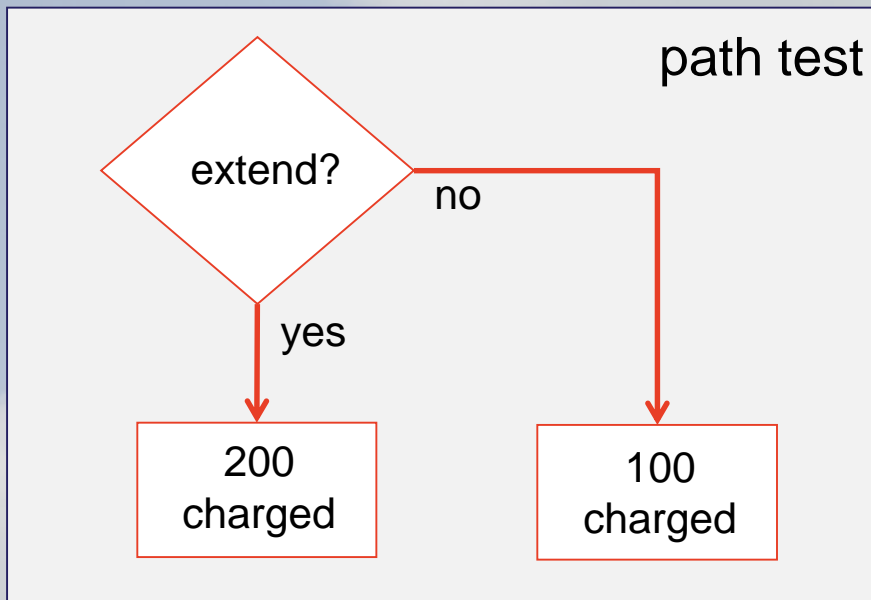 path test
extend?
no
yes
200
charged
100
charged